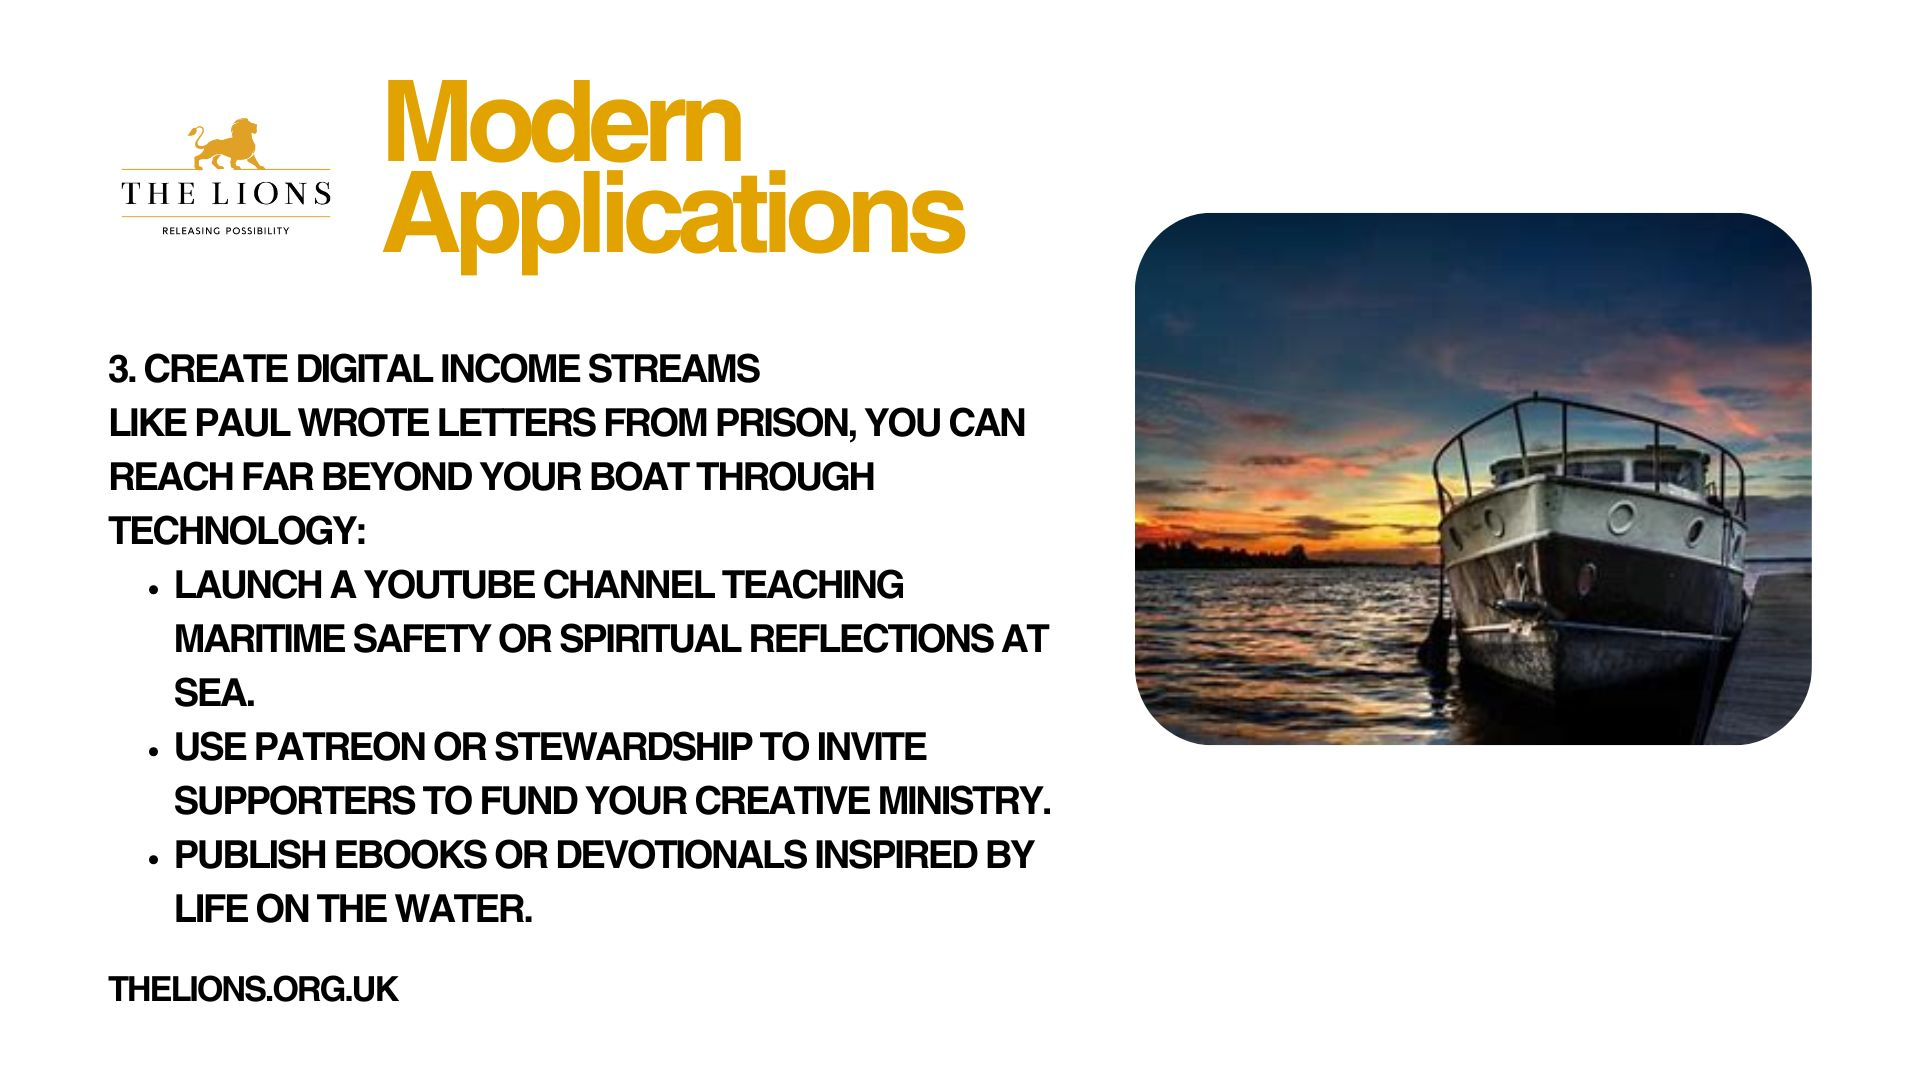 THE LIONS
RELEASING POSSIBILITY
Modern
Applications
3. CREATE DIGITAL INCOME STREAMS
LIKE PAUL WROTE LETTERS FROM PRISON, YOU CAN
REACH FAR BEYOND YOUR BOAT THROUGH
TECHNOLOGY:
• LAUNCH A YOUTUBE CHANNEL TEACHING
MARITIME SAFETY OR SPIRITUAL REFLECTIONS AT
SEA.
• USE PATREON OR STEWARDSHIP TO INVITE
SUPPORTERS TO FUND YOUR CREATIVE MINISTRY.
• PUBLISH EBOOKS OR DEVOTIONALS INSPIRED BY
LIFE ON THE WATER.
THELIONS.ORG.UK